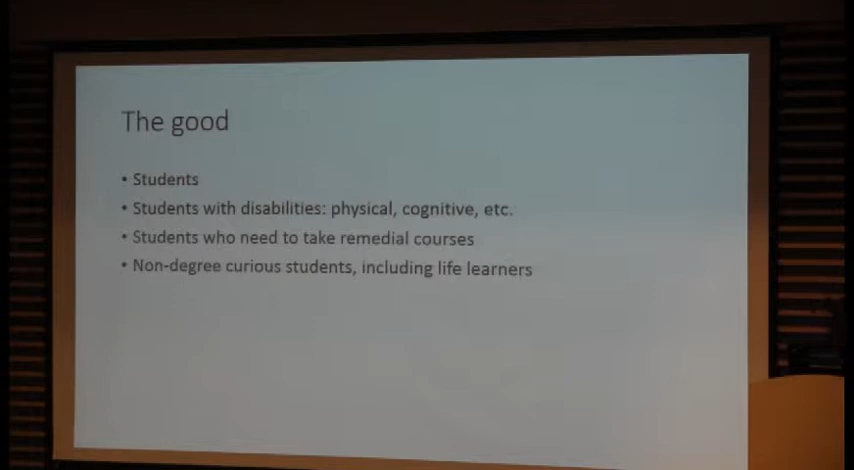 The good
• Students
• Students with disabilities: physical, cognitive, etc.
• Students who need to take remedial courses
• Non-degree curious students, including life learners